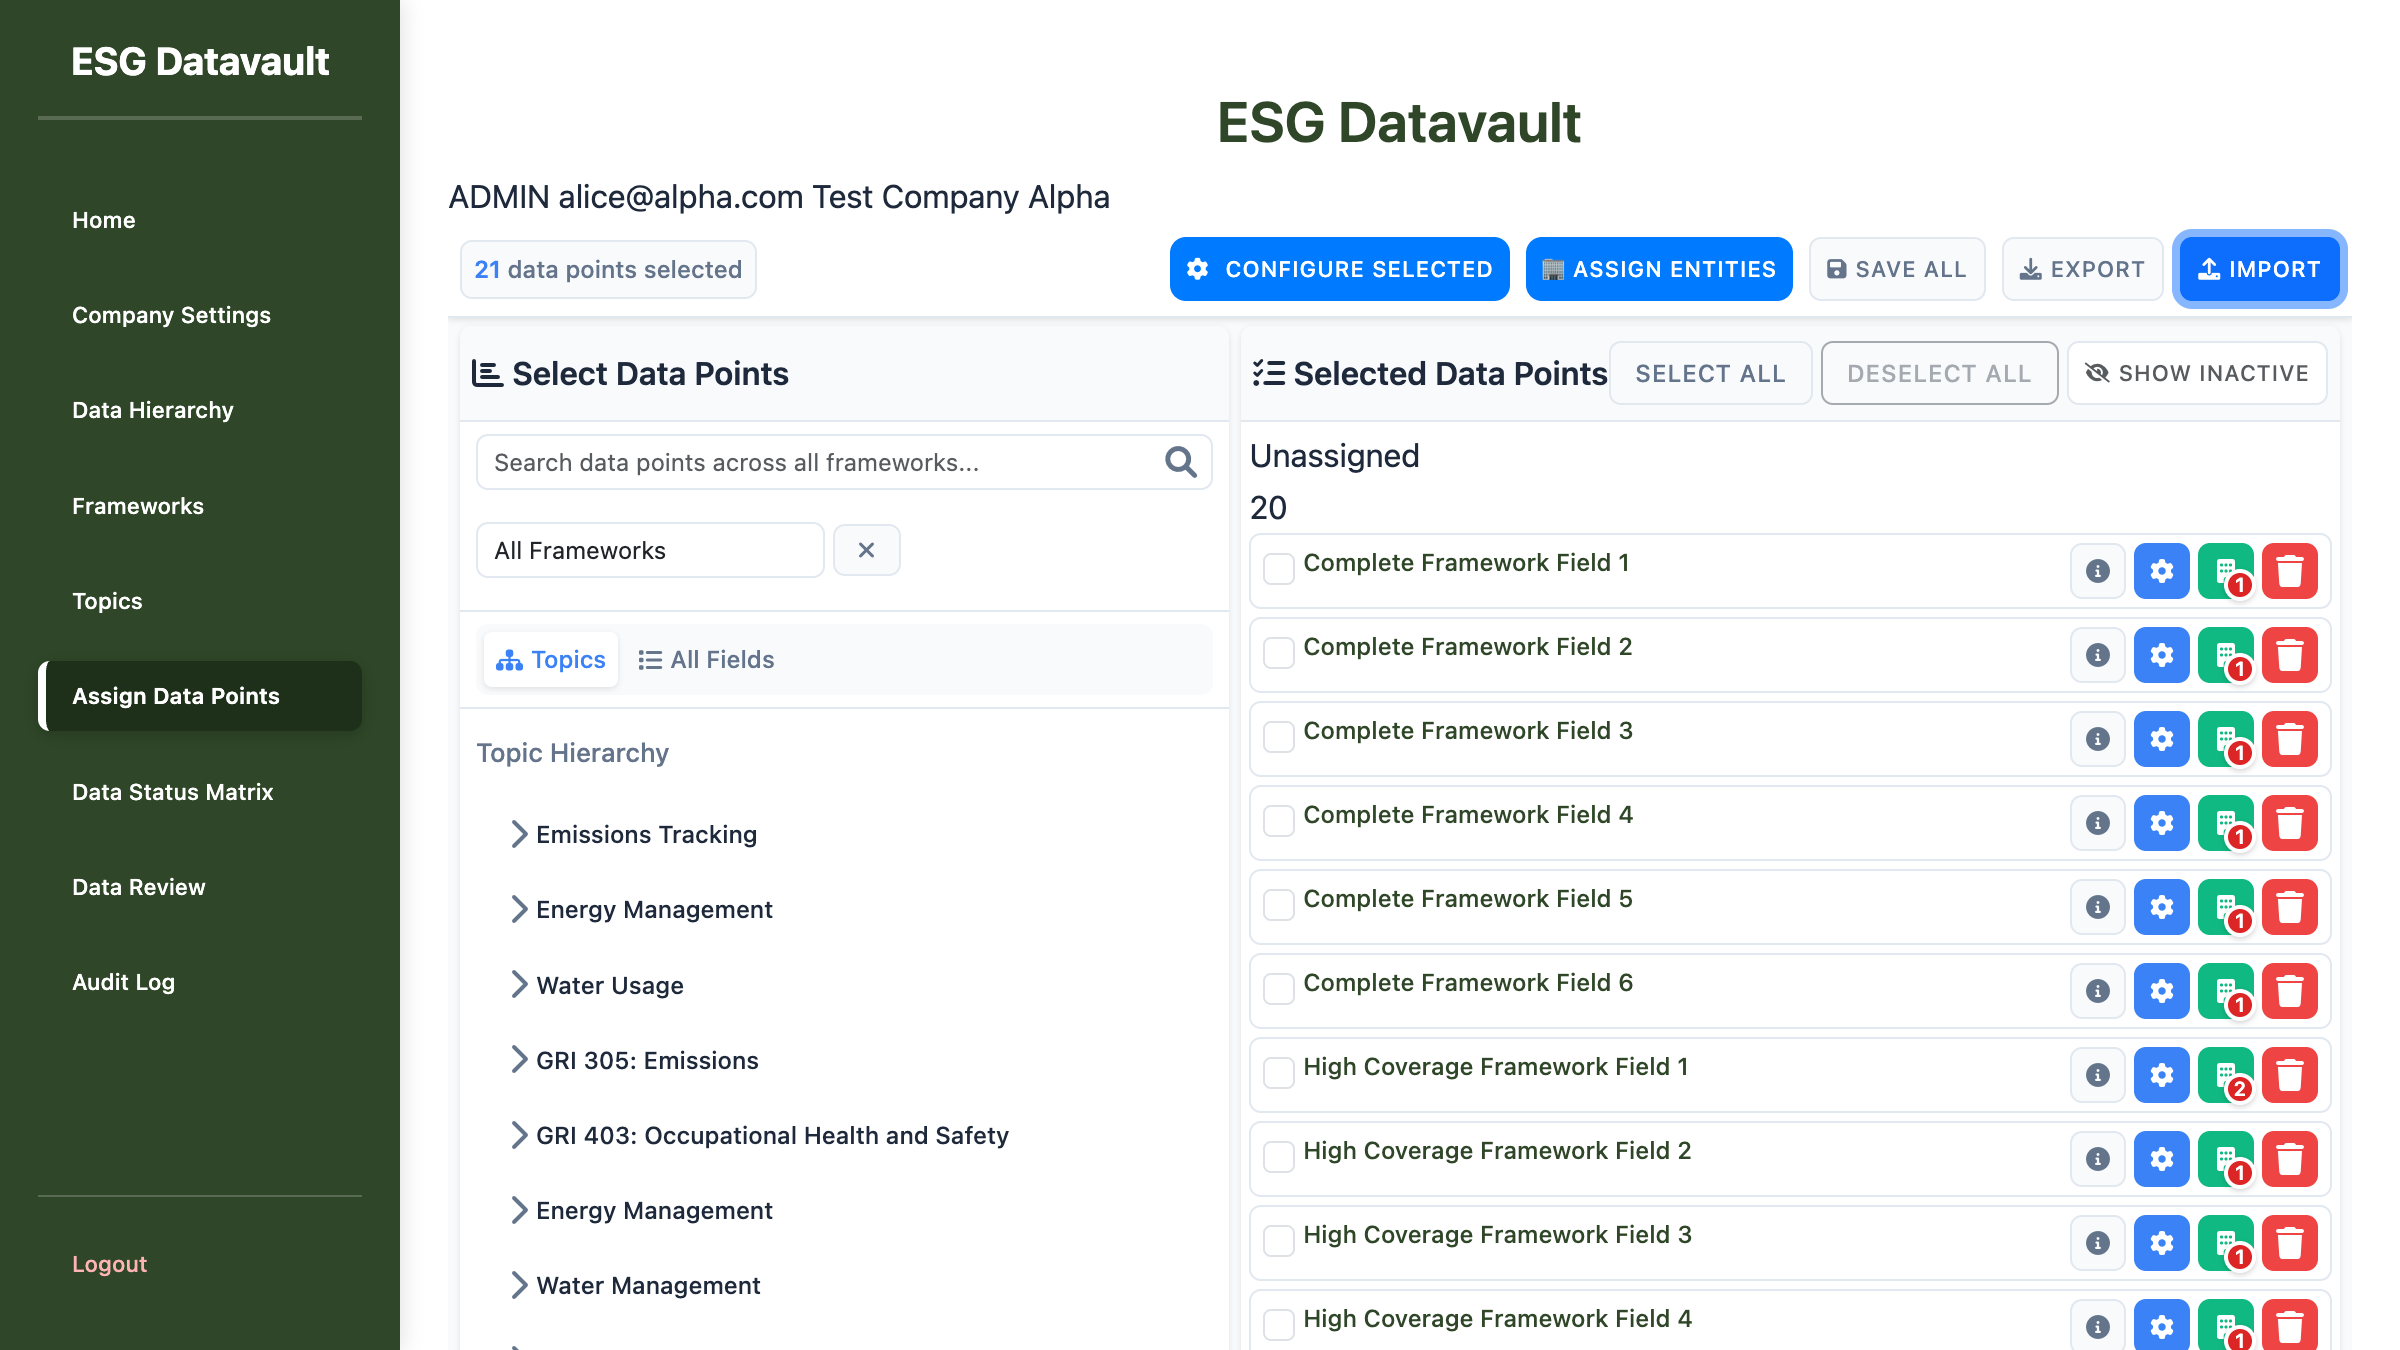 ESG Datavault
Home
Company Settings
Data Hierarchy
Frameworks
Topics
Assign Data Points
Data Status Matrix
Data Review
Audit Log
Logout
ESG Datavault
ADMIN alice@alpha.com Test Company Alpha
21 data points selected
CONFIGURE SELECTED
ASSIGN ENTITIES
SAVE ALL
EXPORT
IMPORT
Select Data Points
Search data points across all frameworks...
All Frameworks
Topics
All Fields
Topic Hierarchy
Emissions Tracking
Energy Management
Water Usage
GRI 305: Emissions
GRI 403: Occupational Health and Safety
Energy Management
Water Management
Selected Data Points
SELECT ALL
DESELECT ALL
SHOW INACTIVE
Unassigned
20
Complete Framework Field 1
1
Complete Framework Field 2
1
Complete Framework Field 3
1
Complete Framework Field 4
1
Complete Framework Field 5
1
Complete Framework Field 6
1
High Coverage Framework Field 1
2
High Coverage Framework Field 2
1
High Coverage Framework Field 3
1
High Coverage Framework Field 4
1